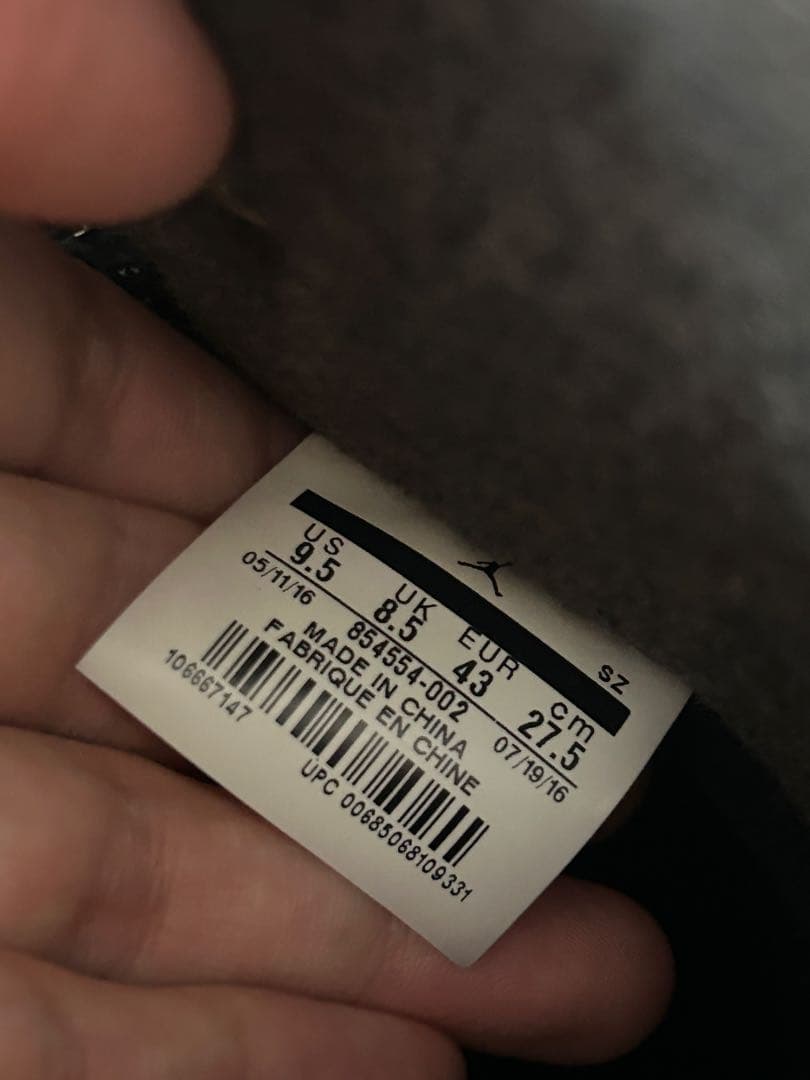 SZ
US UK EUR cm
9.5 8.5 43 27.5
05/11/16 854554-002 07/19/16
MADE IN CHINA
FABRIQUE EN CHINE
106667147
UPC 00685068109331